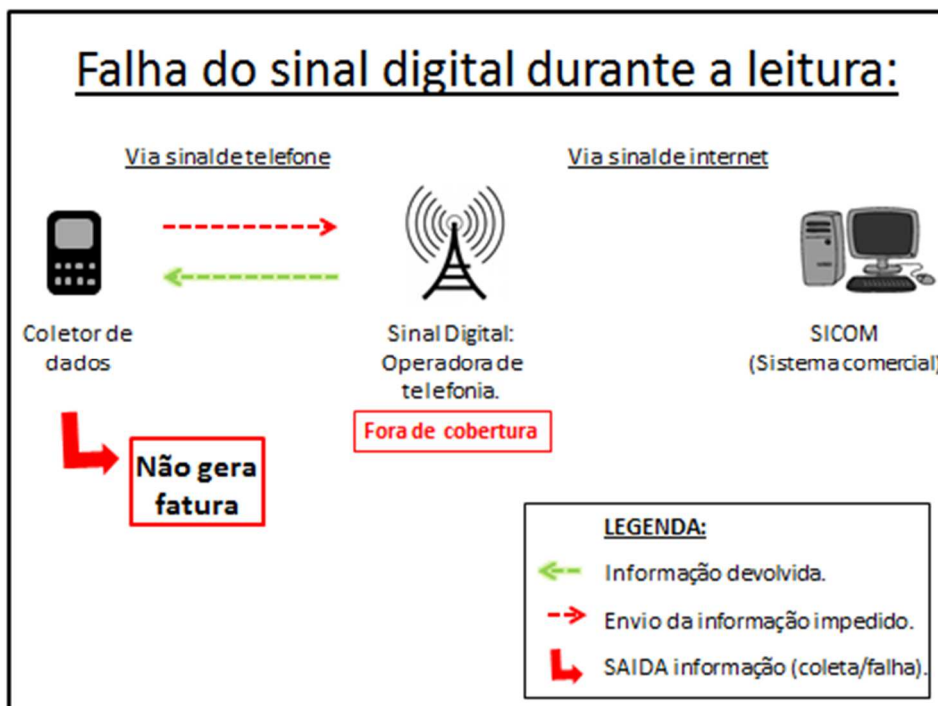 Falha do sinal digital durante a leitura:
Via sinal de telefone
Via sinal de internet
Coletor de
dados
Sinal Digital:
Operadora de
telefonia.
Fora de cobertura
SICOM
(Sistema comercial)
Não gera
fatura
LEGENDA:
Informação devolvida.
Envio da informação impedido.
SAIDA informação (coleta/falha).